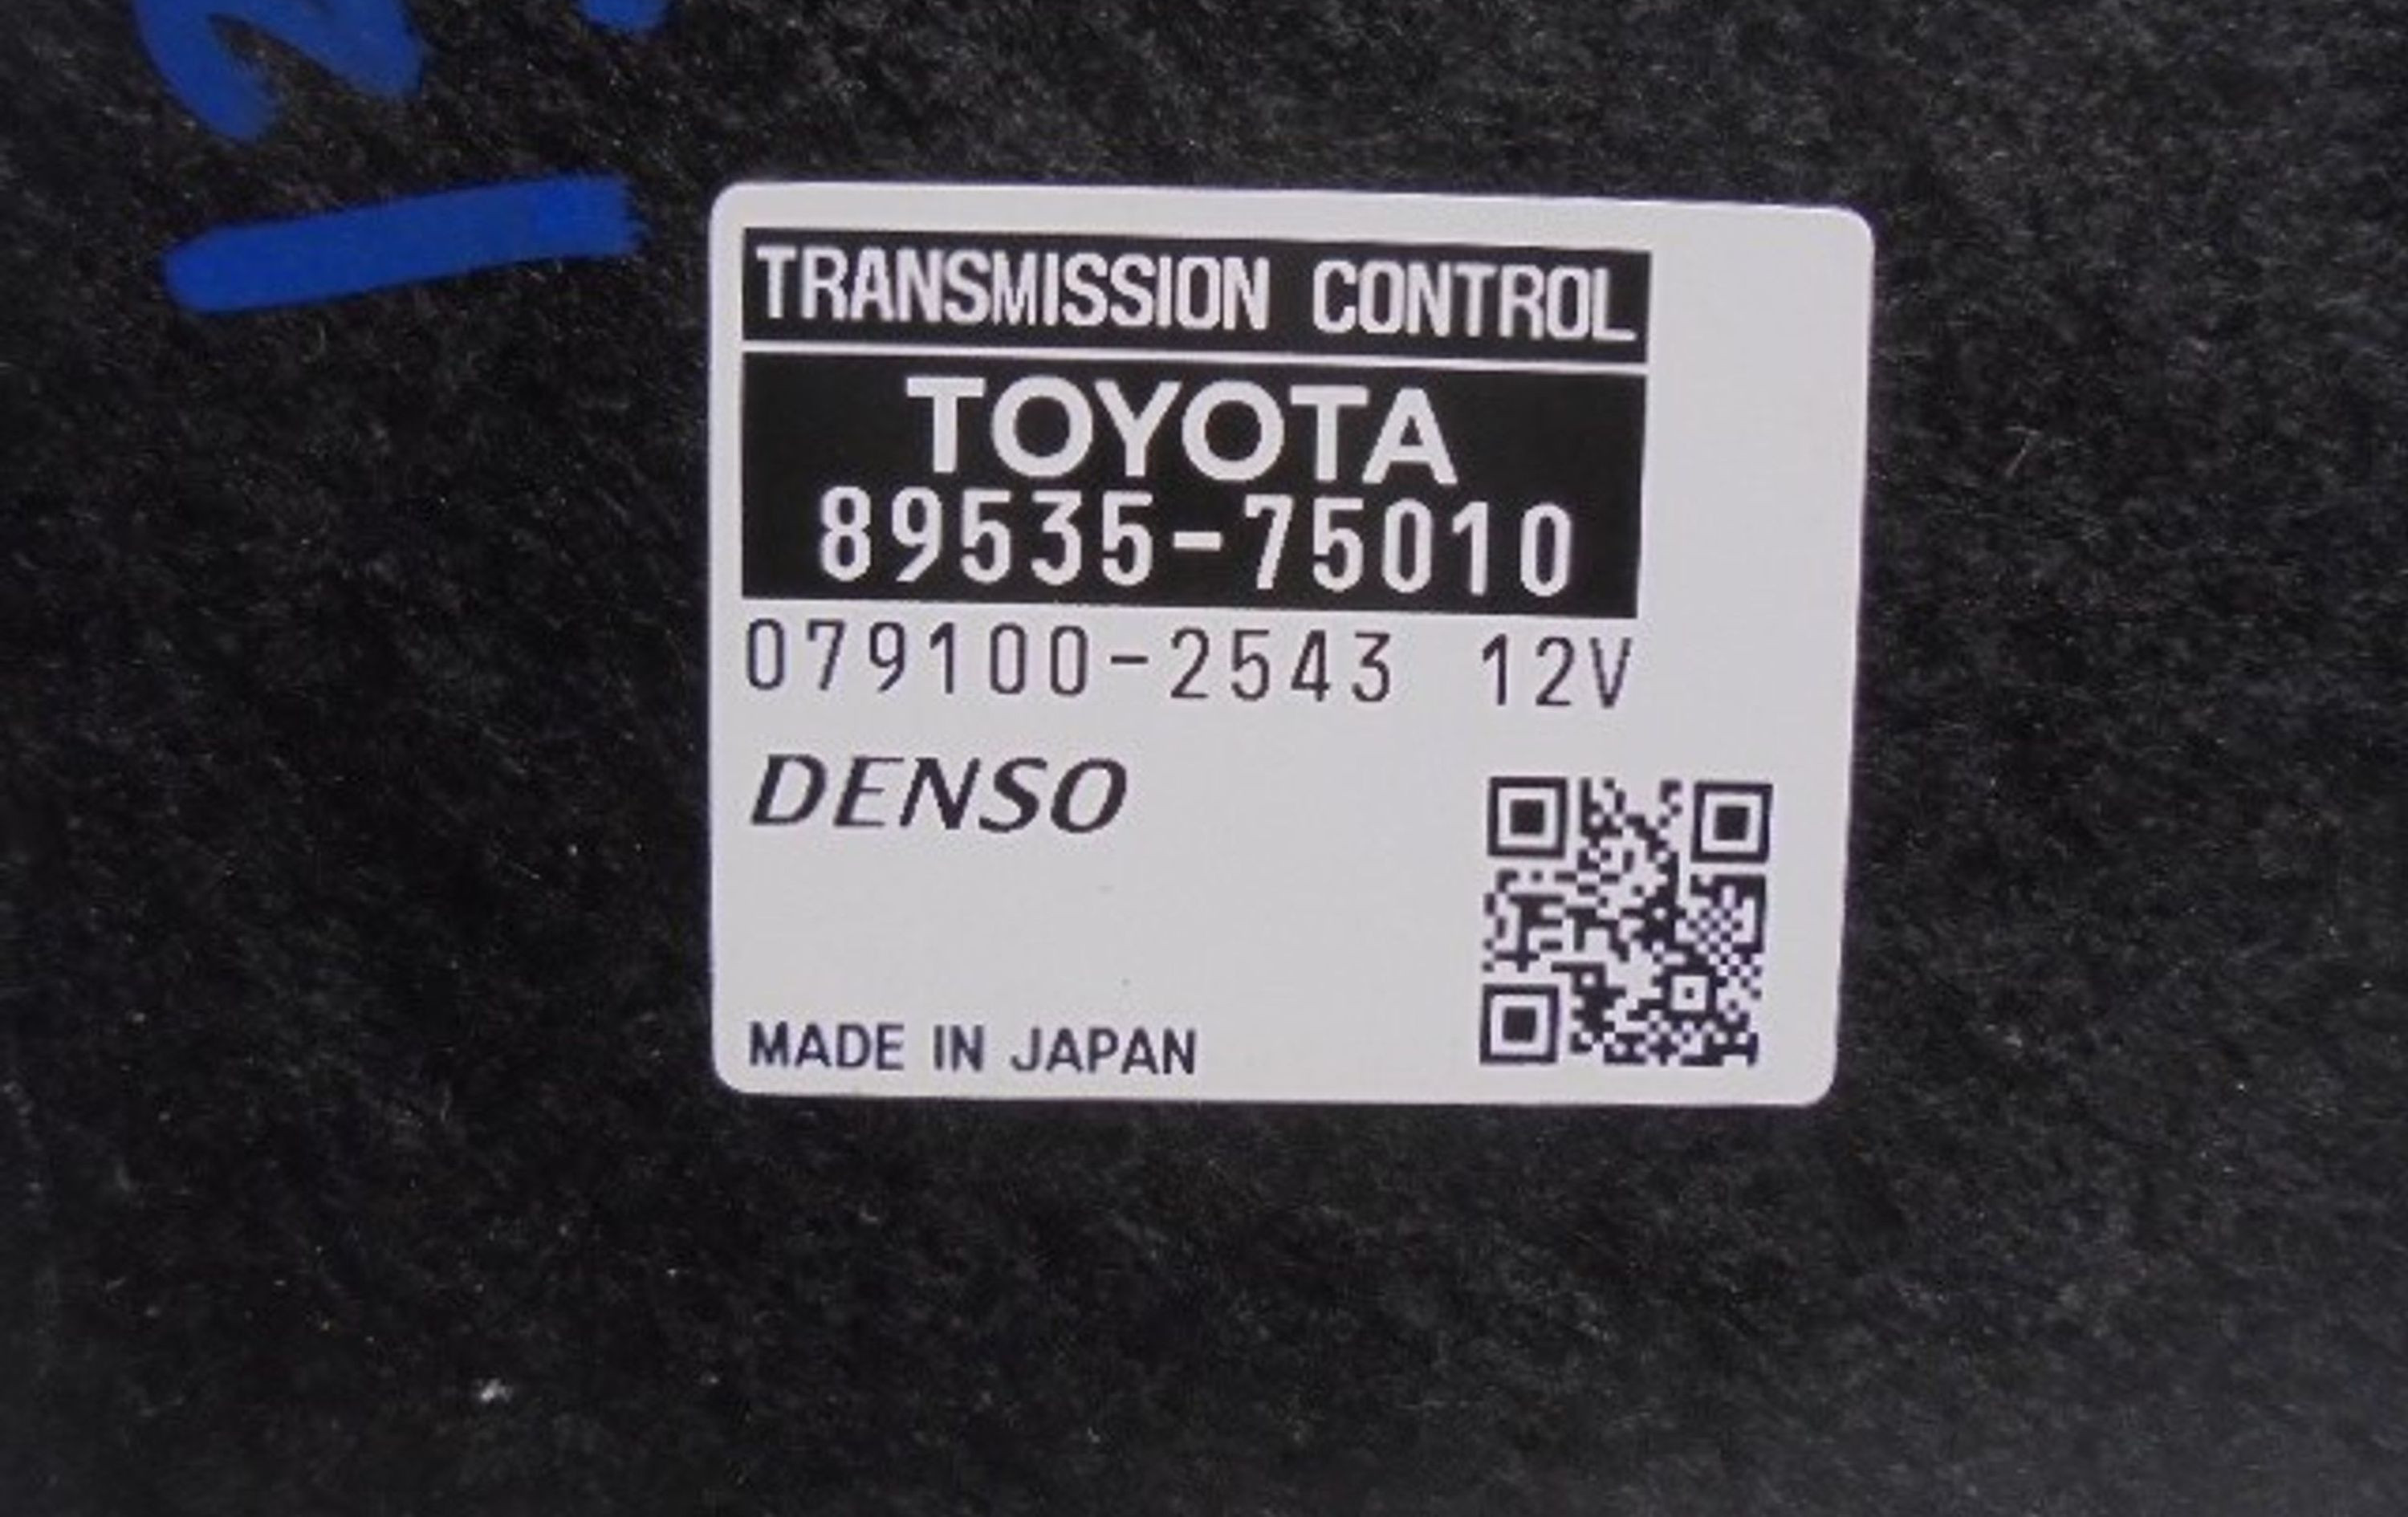 TRANSMISSION CONTROL
TOYOTA
89535-75010
079100-2543 12V
DENSO
MADE IN JAPAN